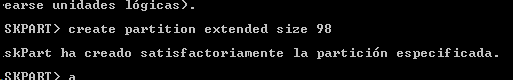 earse unidades lógicas).
SKPART> create partition extended size 98
skPart ha creado satisfactoriamente la partición especificada.
SKPART> a